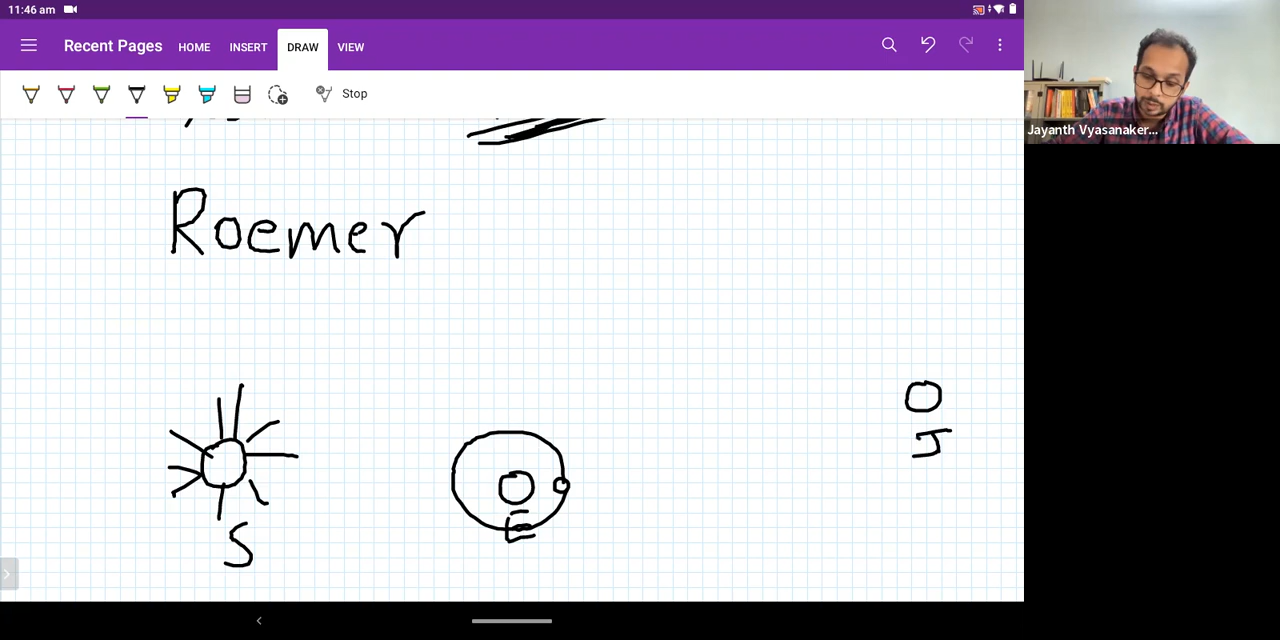 11:46 am
Recent Pages HOME INSERT DRAW VIEW
Stop
Jayanth Vyasanaker...
Roemer
J
E
S